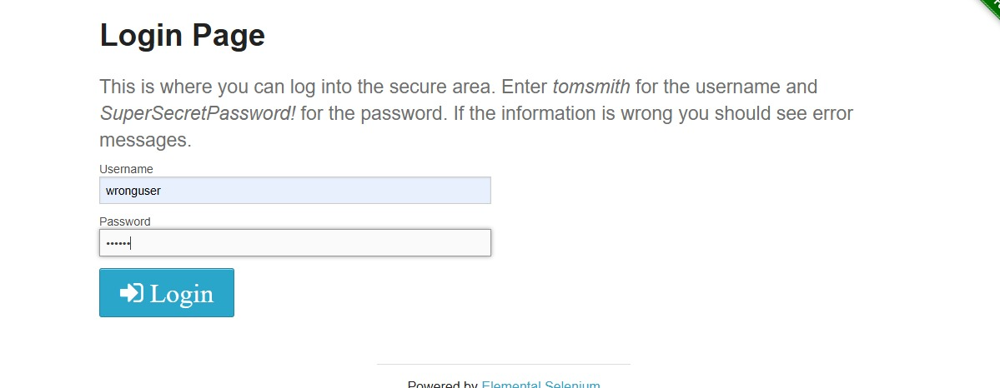 Login Page
This is where you can log into the secure area. Enter tomsmith for the username and
SuperSecretPassword! for the password. If the information is wrong you should see error
messages.
Username
wronguser
Password
••••••
Login
Powered by Elemental Selenium